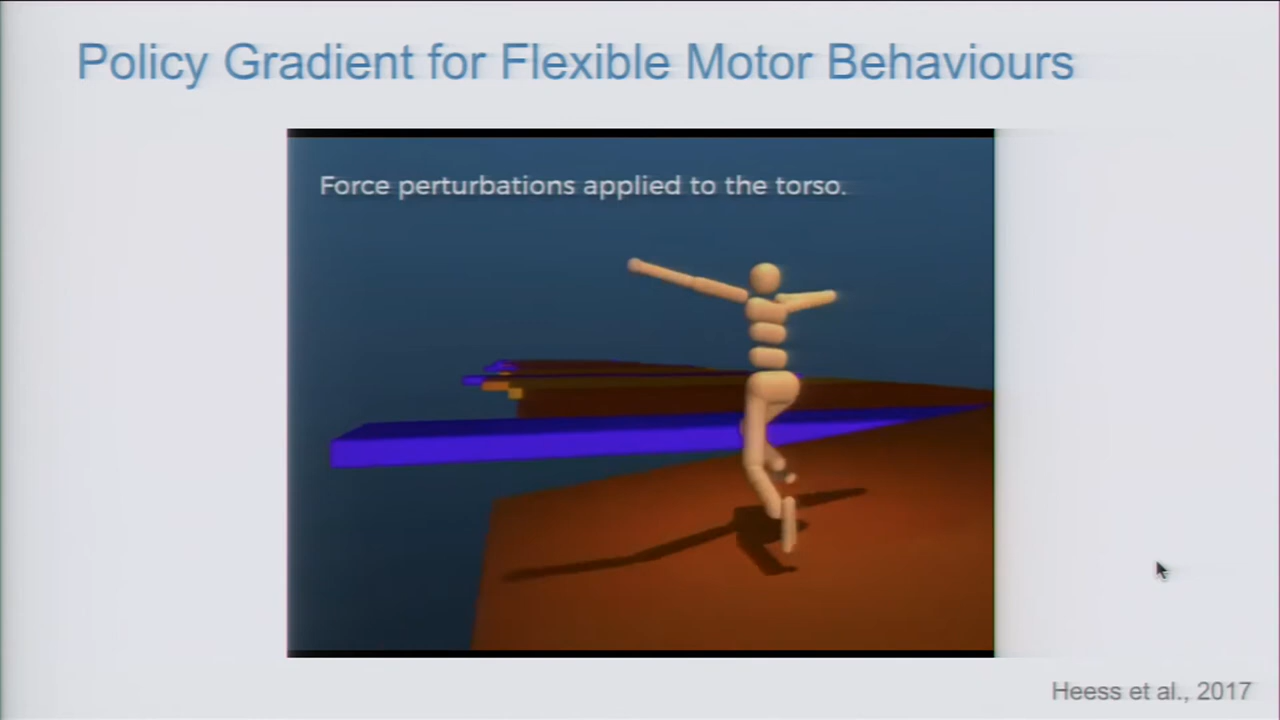 Policy Gradient for Flexible Motor Behaviours
Force perturbations applied to the torso.
Heess et al., 2017